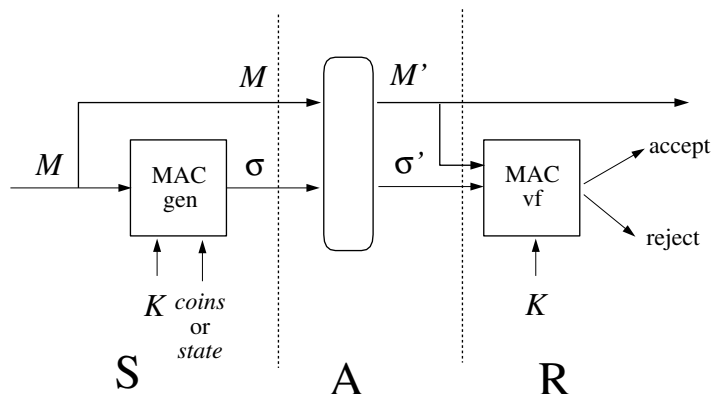 M
M'
M
MAC
gen
σ
σ'
MAC
vf
accept
reject
K
coins
or
state
K
S
A
R